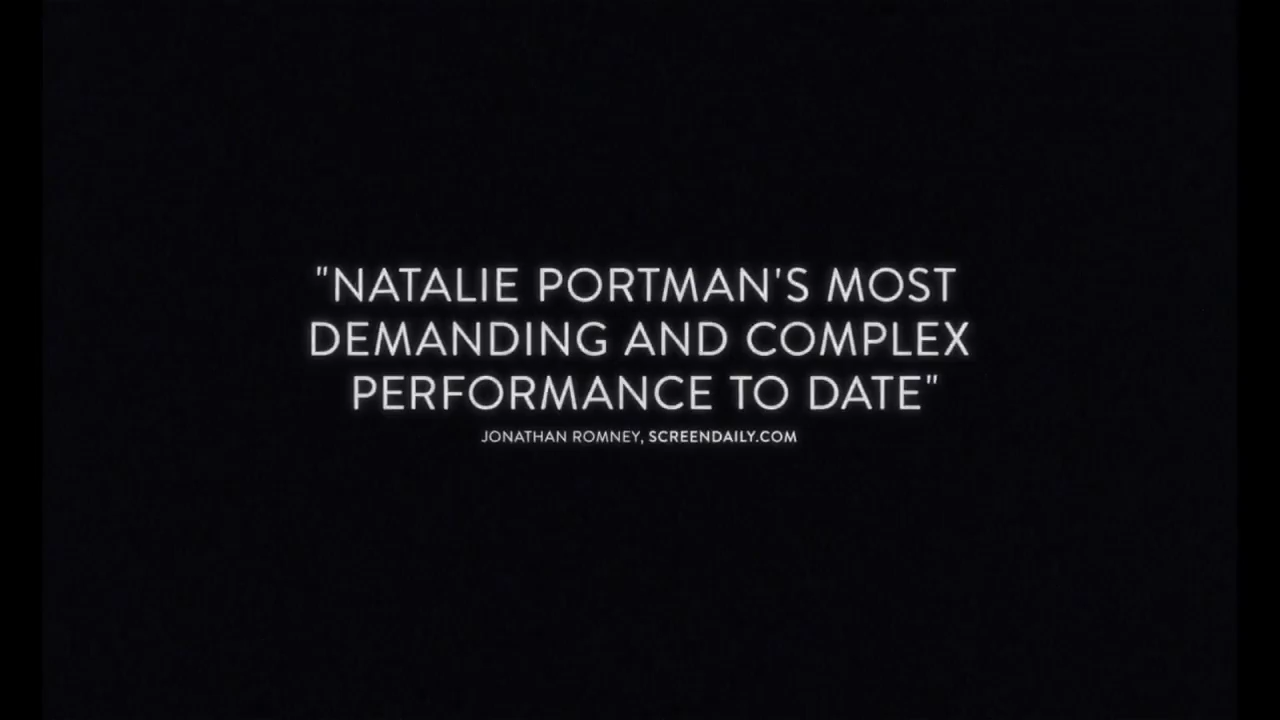 "NATALIE PORTMAN'S MOST
DEMANDING AND COMPLEX
PERFORMANCE TO DATE"
JONATHAN ROMNEY, SCREENDAILY.COM